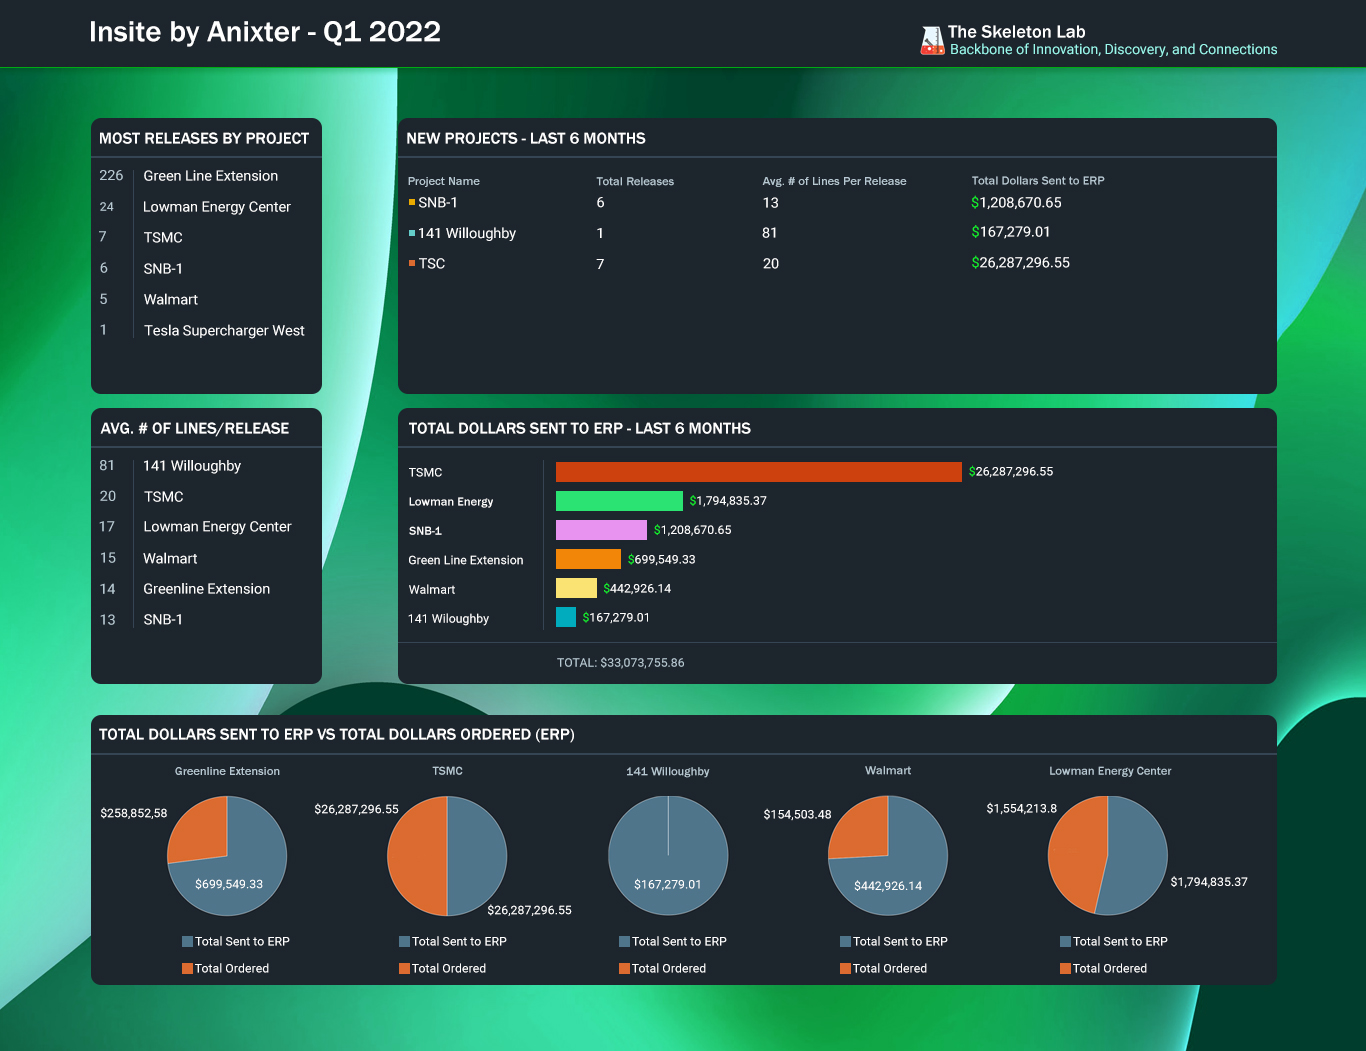 Insite by Anixter - Q1 2022
The Skeleton Lab
Backbone of Innovation, Discovery, and Connections
MOST RELEASES BY PROJECT
226 Green Line Extension
24 Lowman Energy Center
7 TSMC
6 SNB-1
5 Walmart
1 Tesla Supercharger West
NEW PROJECTS - LAST 6 MONTHS
Project Name Total Releases Avg. # of Lines Per Release Total Dollars Sent to ERP
SNB-1 6 13 $1,208,670.65
141 Willoughby 1 81 $167,279.01
TSC 7 20 $26,287,296.55
AVG. # OF LINES/RELEASE
81 141 Willoughby
20 TSMC
17 Lowman Energy Center
15 Walmart
14 Greenline Extension
13 SNB-1
TOTAL DOLLARS SENT TO ERP - LAST 6 MONTHS
TSMC $26,287,296.55
Lowman Energy $1,794,835.37
SNB-1 $1,208,670.65
Green Line Extension $699,549.33
Walmart $442,926.14
141 Wiloughby $167,279.01
TOTAL: $33,073,755.86
TOTAL DOLLARS SENT TO ERP VS TOTAL DOLLARS ORDERED (ERP)
Greenline Extension
$258,852,58
$699,549.33
Total Sent to ERP
Total Ordered
TSMC
$26,287,296.55
$26,287,296.55
Total Sent to ERP
Total Ordered
141 Willoughby
$167,279.01
Total Sent to ERP
Total Ordered
Walmart
$154,503.48
$442,926.14
Total Sent to ERP
Total Ordered
Lowman Energy Center
$1,554,213.8
$1,794,835.37
Total Sent to ERP
Total Ordered